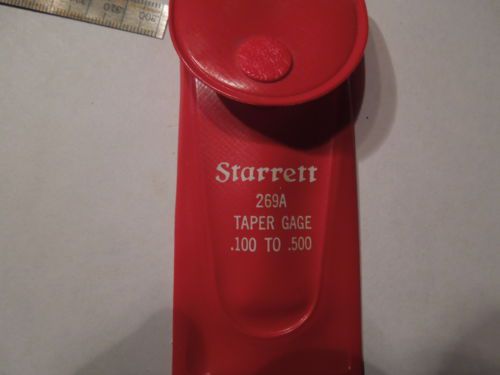 Starrett
269A
TAPER GAGE
.100 TO .500